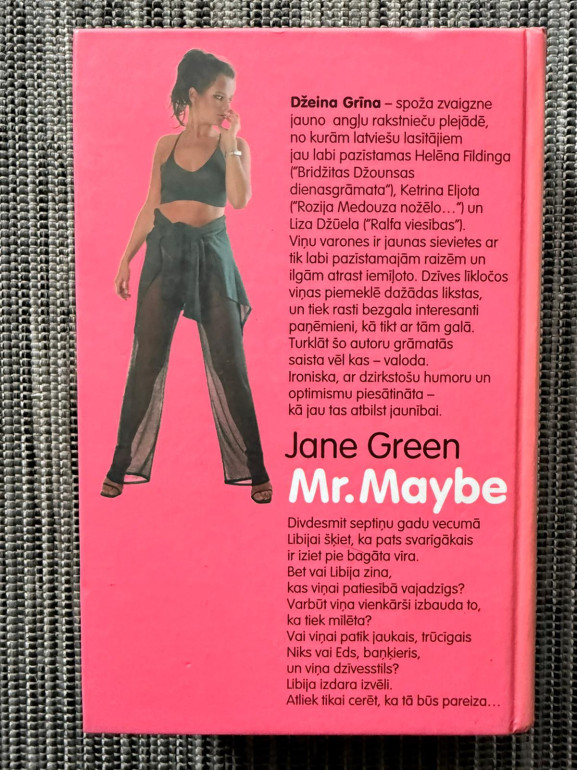 Džeina Grīna – spoža zvaigzne
jauno angļu rakstnieču plejādē,
no kurām latviešu lasītājiem
jau labi pazīstamas Helēna Fīldinga
("Bridžitas Džounsas
dienasgrāmata"), Ketrina Eljota
("Rozija Medouza nožēlo...") un
Liza Džūela ("Ralfa viesības").
Viņu varones ir jaunas sievietes ar
tik labi pazīstamajām raizēm un
ilgām atrast iemīļoto. Dzīves līkločos
viņas piemeklē dažādas likstas,
un tiek rasti bezgala interesanti
paņēmieni, kā tikt ar tām galā.
Turklāt šo autoru grāmatās
saista vēl kas – valoda.
Ironiska, ar dzirkstošu humoru un
optimismu piesātināta –
kā jau tas atbilst jaunībai.
Jane Green
Mr. Maybe
Divdesmit septiņu gadu vecumā
Libijai šķiet, ka pats svarīgākais
ir iziet pie bagāta vīra.
Bet vai Libija zina,
kas viņai patiesībā vajadzīgs?
Varbūt viņa vienkārši izbauda to,
ka tiek mīlēta?
Vai viņai patīk jaukais, trūcīgais
Niks vai Eds, baņķieris,
un viņa dzīvesstils?
Libija izdara izvēli.
Atliek tikai cerēt, ka tā būs pareiza...